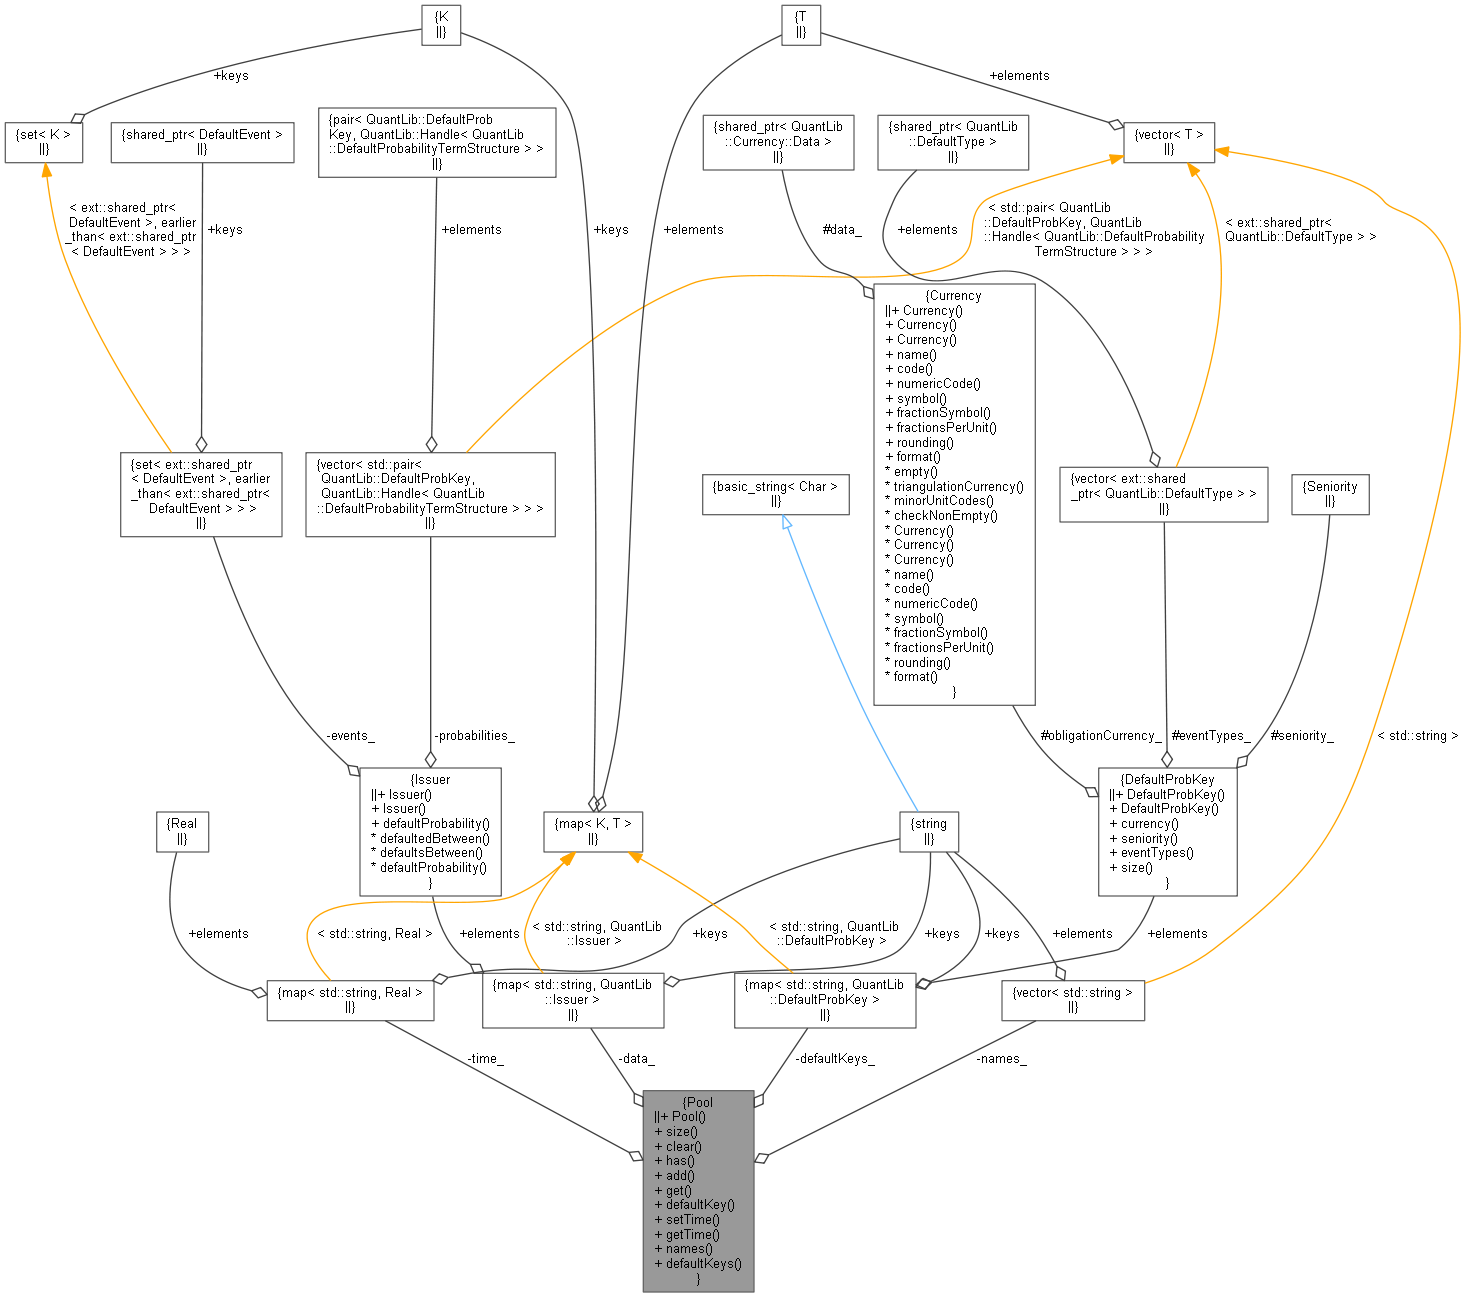 {K
||}
{T
||}
+keys
+elements
{set< K >
||}
{shared_ptr< DefaultEvent >
||}
{pair< QuantLib::DefaultProb
Key, QuantLib::Handle< QuantLib
::DefaultProbabilityTermStructure > >
||}
{shared_ptr< QuantLib
::Currency::Data >
||}
{shared_ptr< QuantLib
::DefaultType >
||}
{vector< T >
||}
< ext::shared_ptr<
DefaultEvent >, earlier
_than< ext::shared_ptr
< DefaultEvent > > >
+keys
+elements
+keys
+elements
#data_
+elements
< std::pair< QuantLib
::DefaultProbKey, QuantLib
::Handle< QuantLib::DefaultProbability
TermStructure > > >
< ext::shared_ptr<
QuantLib::DefaultType > >
{Currency
||+ Currency()
+ Currency()
+ Currency()
+ name()
+ code()
+ numericCode()
+ symbol()
+ fractionSymbol()
+ fractionsPerUnit()
+ rounding()
+ format()
* empty()
* triangulationCurrency()
* minorUnitCodes()
* checkNonEmpty()
* Currency()
* Currency()
* Currency()
* name()
* code()
* numericCode()
* symbol()
* fractionSymbol()
* fractionsPerUnit()
* rounding()
* format()
}
{set< ext::shared_ptr
< DefaultEvent >, earlier
_than< ext::shared_ptr<
DefaultEvent > > >
||}
{vector< std::pair<
QuantLib::DefaultProbKey,
QuantLib::Handle< QuantLib
::DefaultProbabilityTermStructure > > >
||}
{basic_string< Char >
||}
{vector< ext::shared
_ptr< QuantLib::DefaultType > >
||}
{Seniority
||}
-events_
-probabilities_
#obligationCurrency_
#eventTypes_
#seniority_
< std::string >
{Real
||}
{Issuer
||+ Issuer()
+ Issuer()
+ defaultProbability()
* defaultedBetween()
* defaultsBetween()
* defaultProbability()
}
{map< K, T >
||}
{string
||}
{DefaultProbKey
||+ DefaultProbKey()
+ DefaultProbKey()
+ currency()
+ seniority()
+ eventTypes()
+ size()
}
+elements
< std::string, Real >
+elements
< std::string, QuantLib
::Issuer >
+keys
< std::string, QuantLib
::DefaultProbKey >
+keys
+keys
+elements
+elements
{map< std::string, Real >
||}
{map< std::string, QuantLib
::Issuer >
||}
{map< std::string, QuantLib
::DefaultProbKey >
||}
{vector< std::string >
||}
-time_
-data_
-defaultKeys_
-names_
{Pool
||+ Pool()
+ size()
+ clear()
+ has()
+ add()
+ get()
+ defaultKey()
+ setTime()
+ getTime()
+ names()
+ defaultKeys()
}